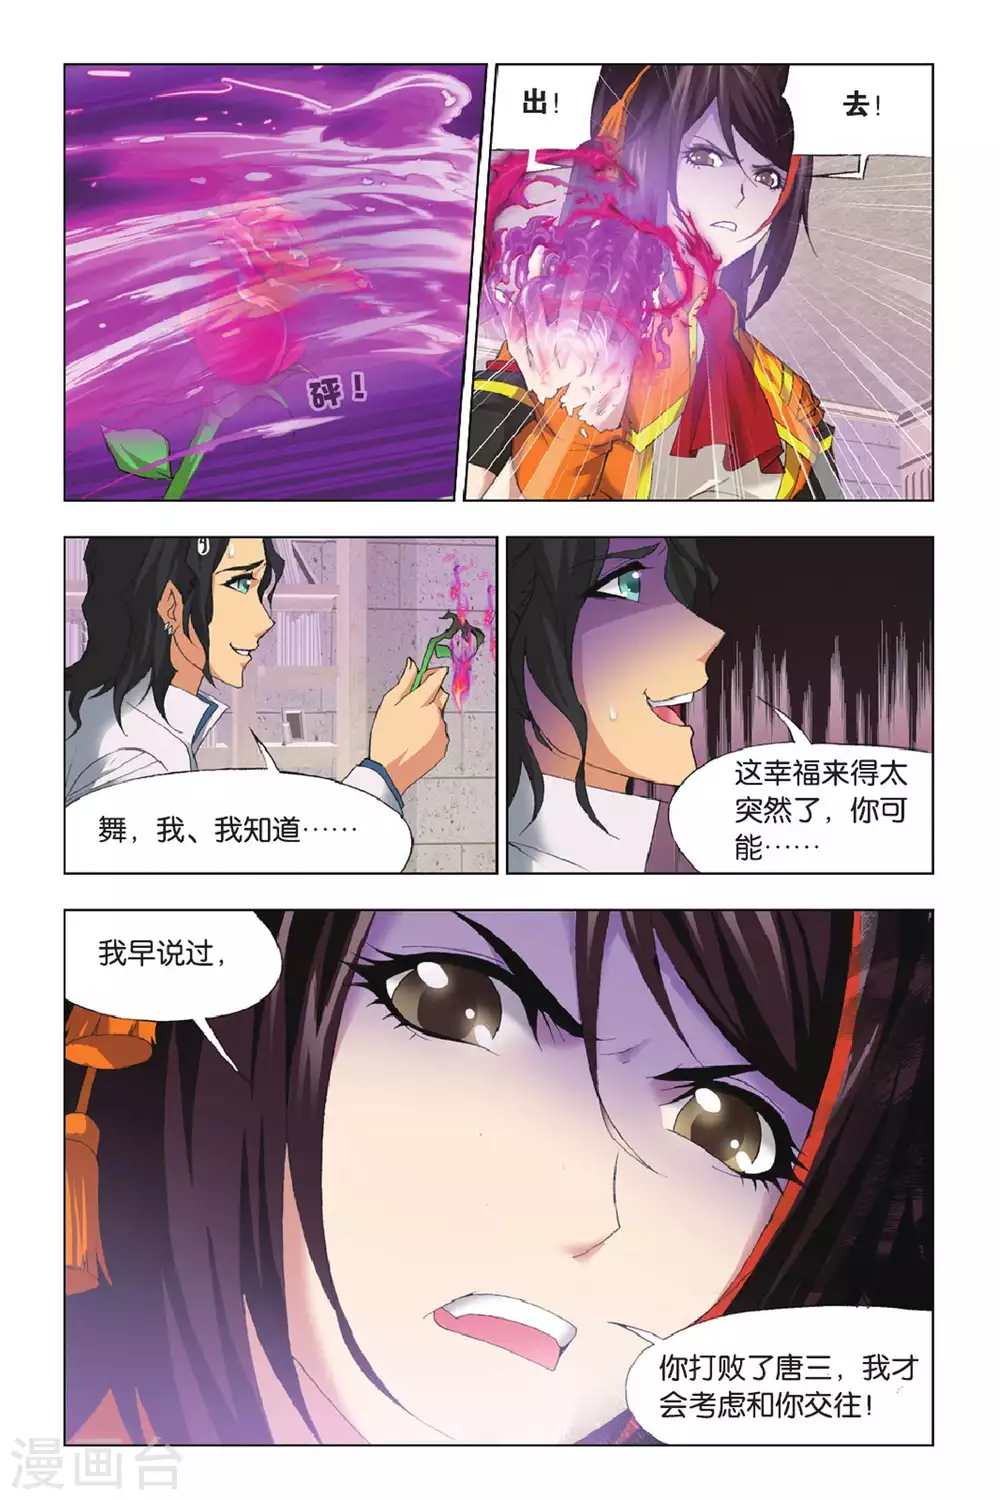 砰！
出！
去！
舞，我、我知道……
这幸福来得太
突然了，你可
能……
我早说过，
你打败了唐三，我才
会考虑和你交往！
漫画台